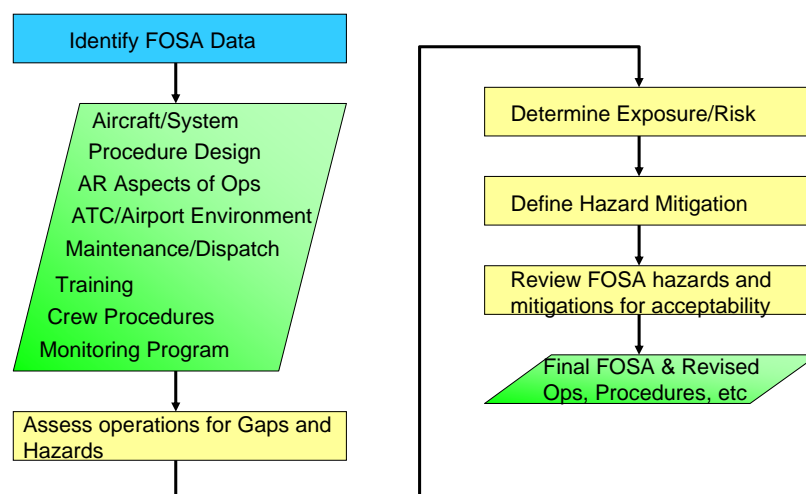 Identify FOSA Data
Aircraft/System
Procedure Design
AR Aspects of Ops
ATC/Airport Environment
Maintenance/Dispatch
Training
Crew Procedures
Monitoring Program
Assess operations for Gaps and
Hazards
Determine Exposure/Risk
Define Hazard Mitigation
Review FOSA hazards and
mitigations for acceptability
Final FOSA & Revised
Ops, Procedures, etc